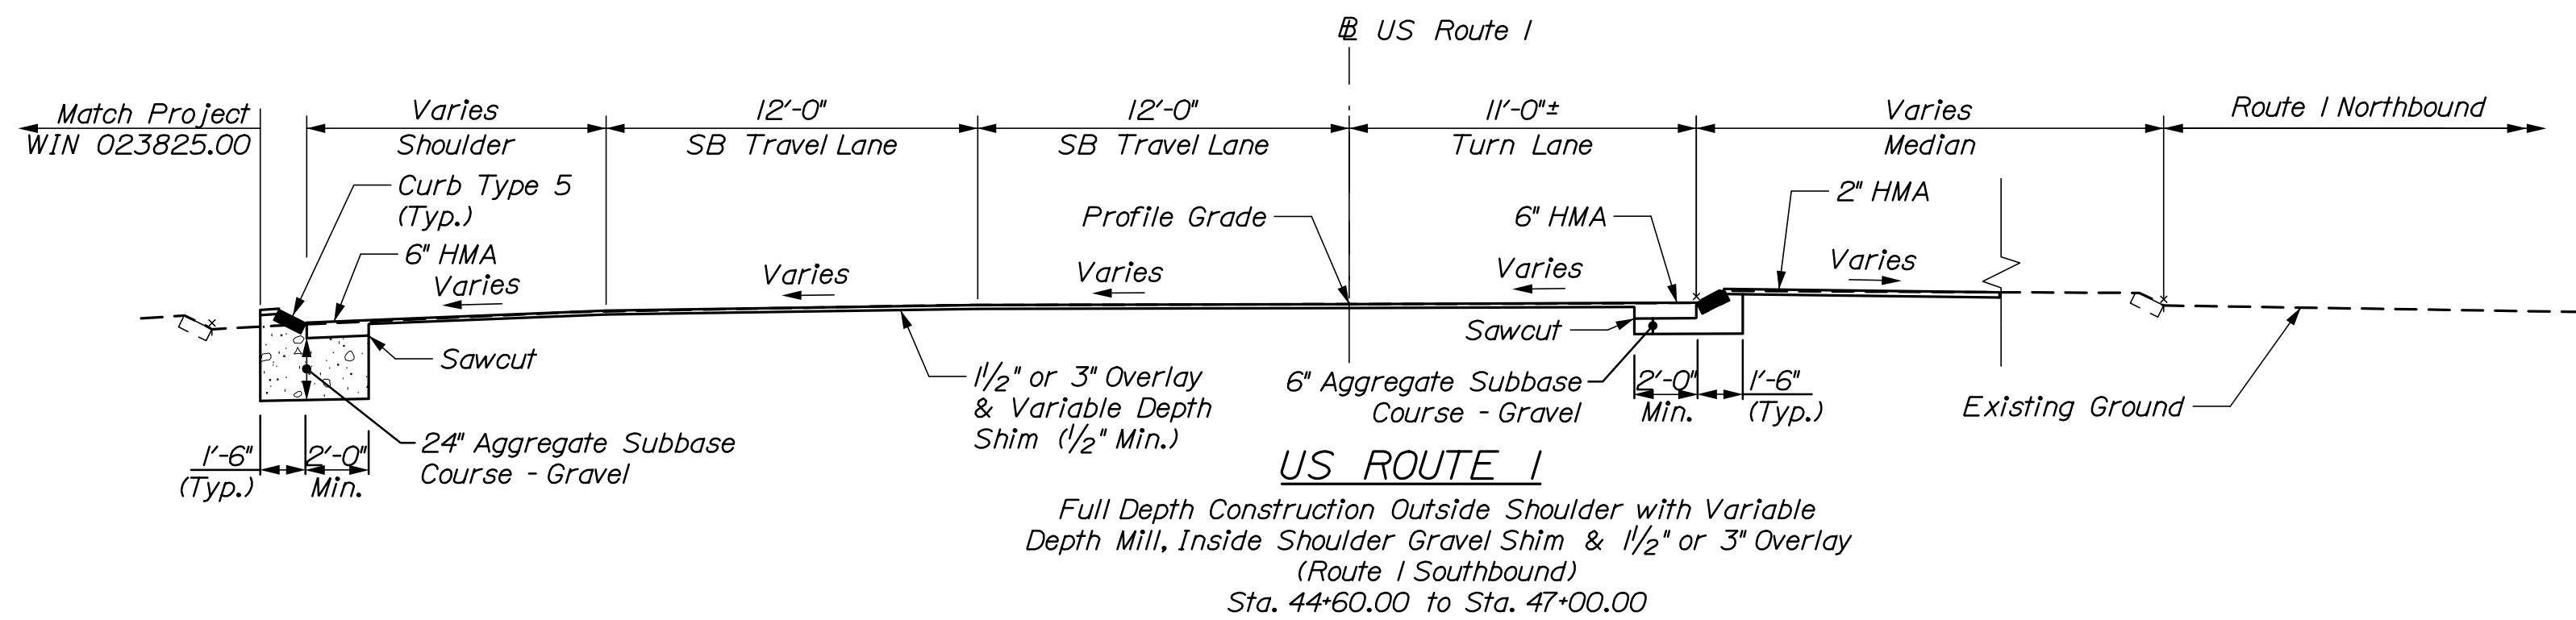 ℄ US Route 1
Match Project
WIN 023825.00
Varies
Shoulder
12'-0"
SB Travel Lane
12'-0"
SB Travel Lane
11'-0"±
Turn Lane
Varies
Median
Route 1 Northbound
Curb Type 5
(Typ.)
6" HMA
Varies
Varies
Profile Grade
Varies
6" HMA
Varies
2" HMA
Varies
Sawcut
Sawcut
1½" or 3" Overlay
& Variable Depth
Shim (½" Min.)
6" Aggregate Subbase
Course - Gravel
2'-0"
Min.
1'-6"
(Typ.)
Existing Ground
1'-6"
(Typ.)
2'-0"
Min.
24" Aggregate Subbase
Course - Gravel
US ROUTE 1
Full Depth Construction Outside Shoulder with Variable
Depth Mill, Inside Shoulder Gravel Shim & 1½" or 3" Overlay
(Route 1 Southbound)
Sta. 44+60.00 to Sta. 47+00.00